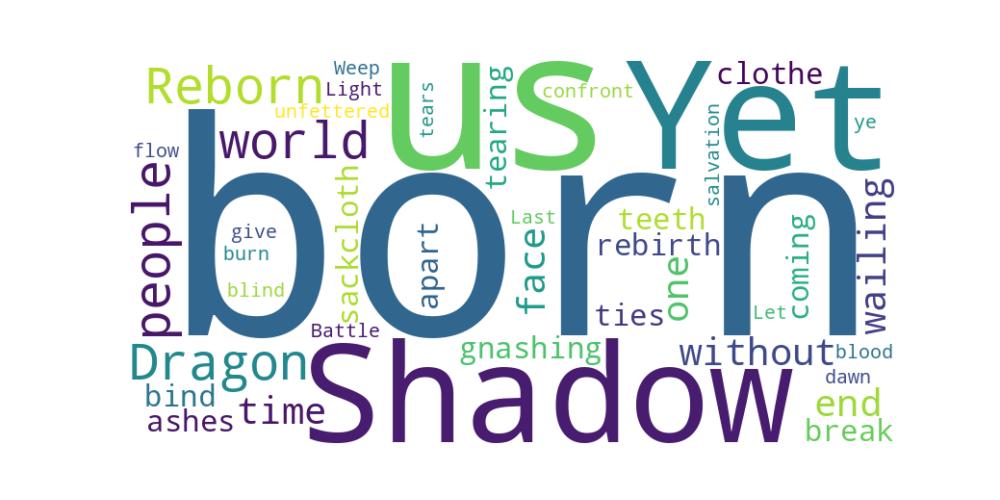 Weep
Light
us
tears
tearing
confront
Yet
clothe
Reborn
unfettered
salvation
ye
flow
world
people
born
give
burn
blind
sackcloth
apart
Last
face
teeth
rebirth
one
coming
wailing
ties
Let
Battle
Dragon
Shadow
gnashing
without
blood
bind
dawn
ashes
time
end
break